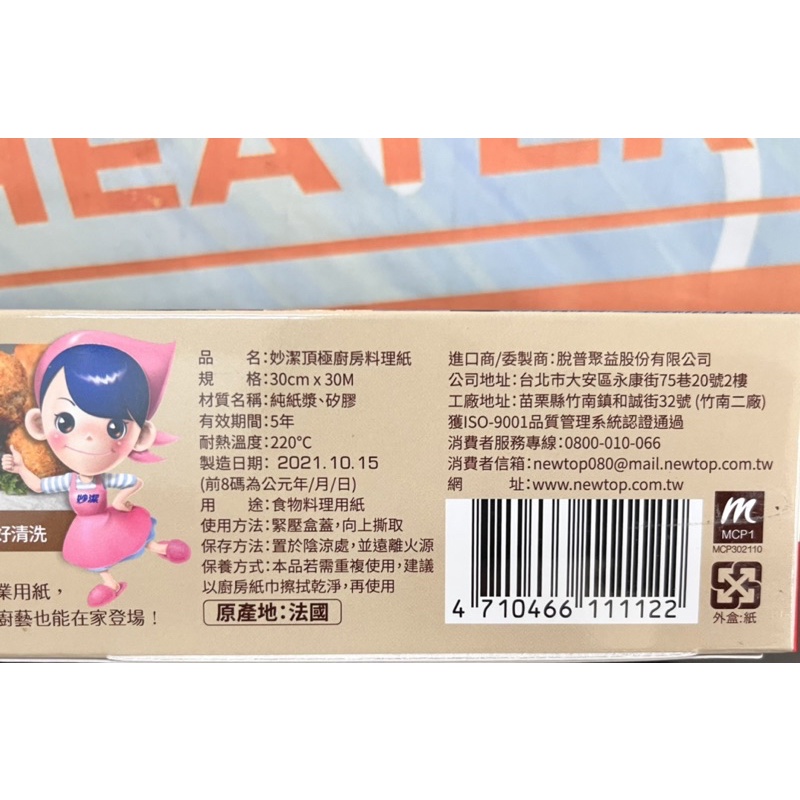 HEATER
品　　名:妙潔頂極廚房料理紙
規　　格:30cm x 30M
材質名稱:純紙漿、矽膠
有效期間:5年
耐熱溫度:220°C
製造日期: 2021.10.15
(前8碼為公元年/月/日)
用　　途:食物料理用紙
使用方法:緊壓盒蓋,向上撕取
保存方式:置於陰涼處,並遠離火源
保養方式:本品若需重複使用,建議
以廚房紙巾擦拭乾淨,再使用
原產地:法國
進口商/委製商:脫普聚益股份有限公司
公司地址:台北市大安區永康街75巷20號2樓
工廠地址:苗栗縣竹南鎮和誠街32號 (竹南二廠)
獲ISO-9001品質管理系統認證通過
消費者服務專線:0800-010-066
消費者信箱:newtop080@mail.newtop.com.tw
網　　址:www.newtop.com.tw
4 710466 111122
m
MCP1
MCP302110
外盒:紙
妙潔
好清洗
業用紙，
廚藝也能在家登場！